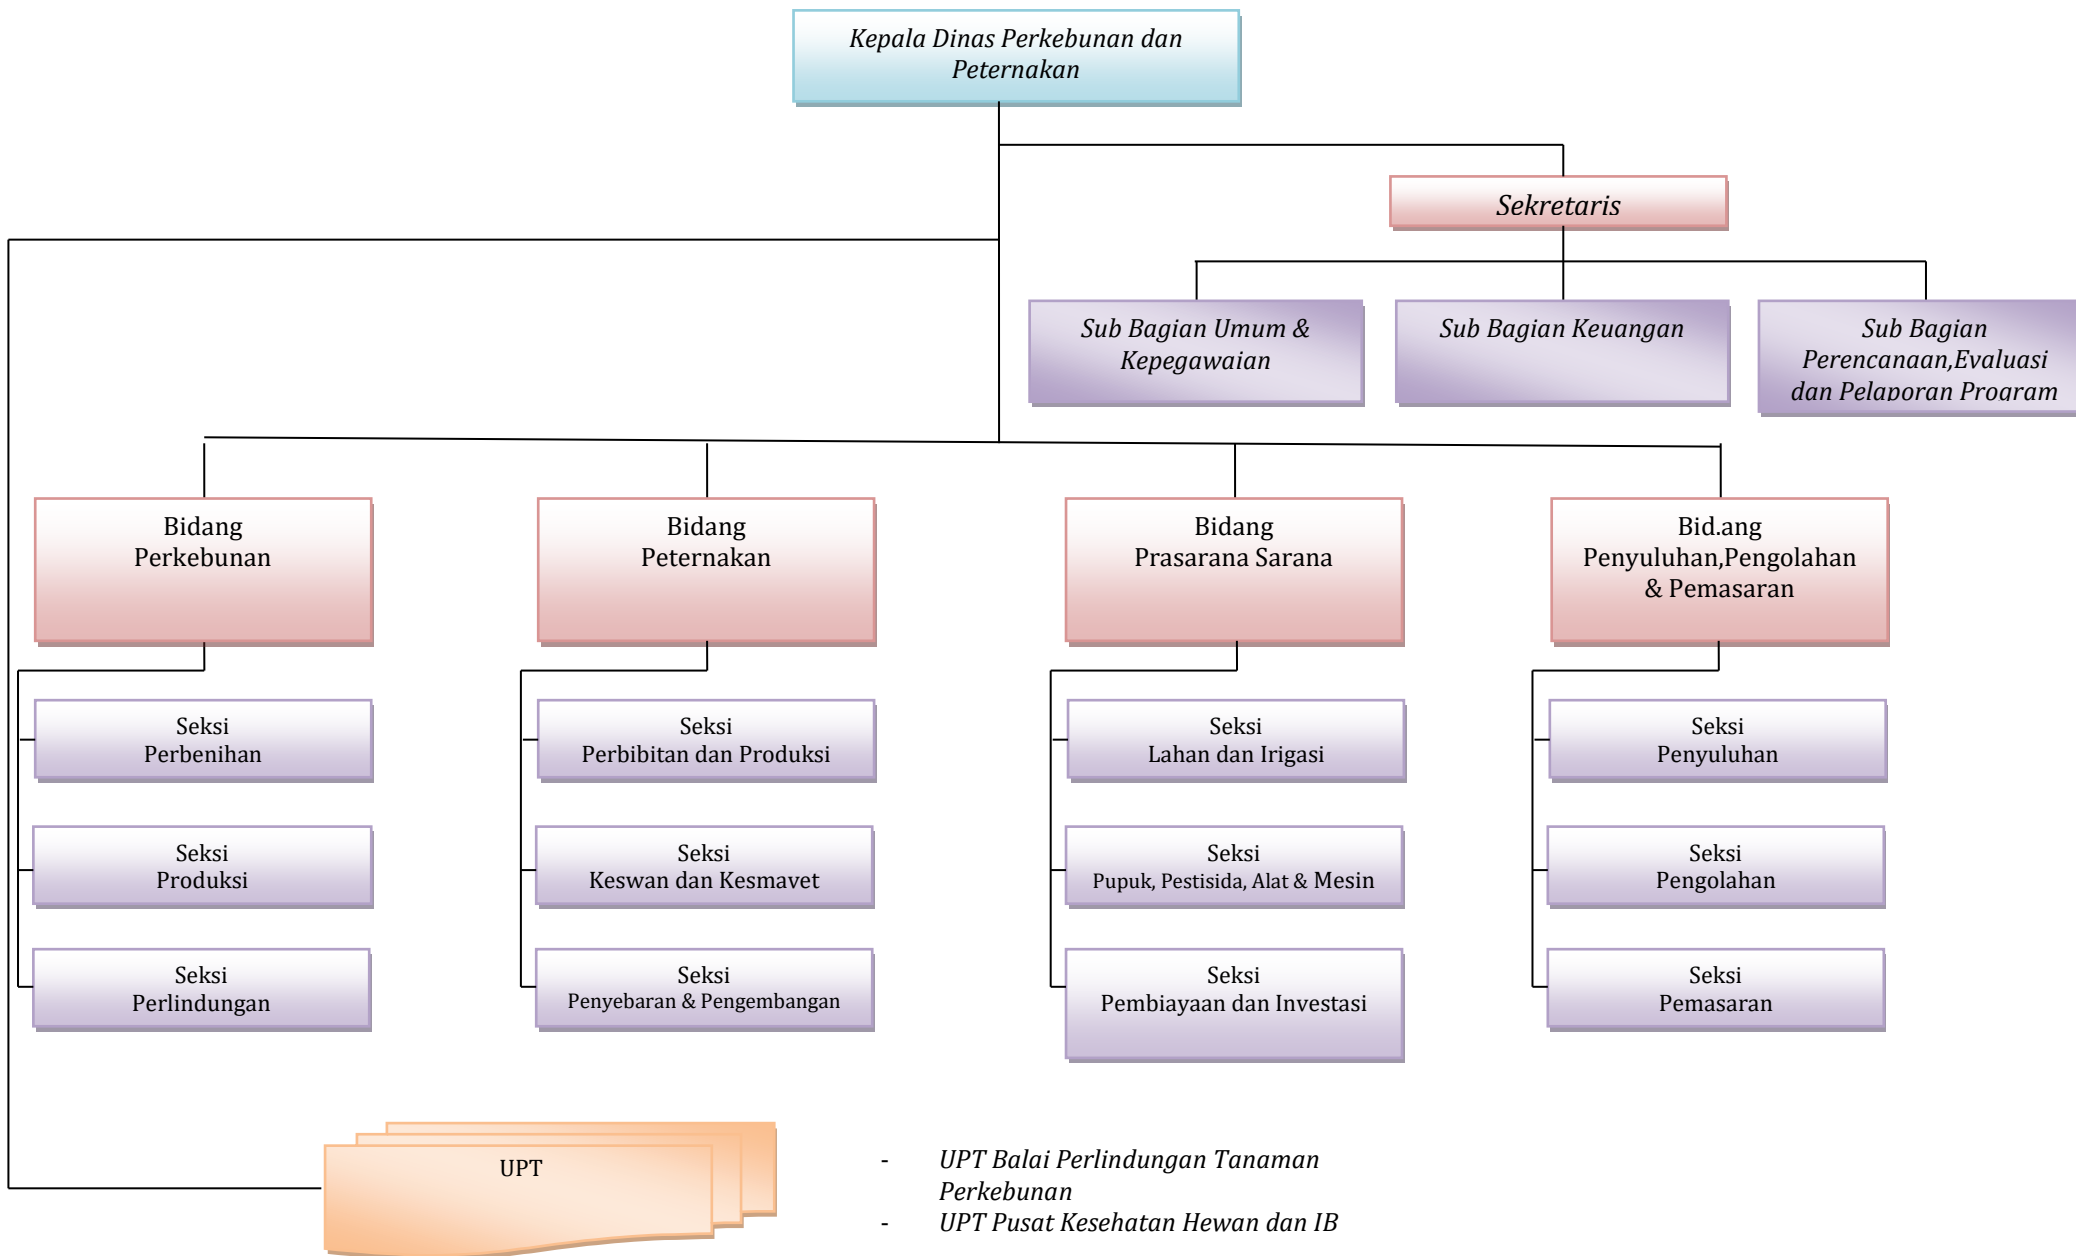 Kepala Dinas Perkebunan dan
Peternakan
Sekretaris
Sub Bagian Umum &
Kepegawaian
Sub Bagian Keuangan
Sub Bagian
Perencanaan,Evaluasi
dan Pelaporan Program
Bidang
Perkebunan
Bidang
Peternakan
Bidang
Prasarana Sarana
Bid.ang
Penyuluhan,Pengolahan
& Pemasaran
Seksi
Perbenihan
Seksi
Perbibitan dan Produksi
Seksi
Lahan dan Irigasi
Seksi
Penyuluhan
Seksi
Produksi
Seksi
Keswan dan Kesmavet
Seksi
Pupuk, Pestisida, Alat & Mesin
Seksi
Pengolahan
Seksi
Perlindungan
Seksi
Penyebaran & Pengembangan
Seksi
Pembiayaan dan Investasi
Seksi
Pemasaran
UPT
- UPT Balai Perlindungan Tanaman
Perkebunan
- UPT Pusat Kesehatan Hewan dan IB